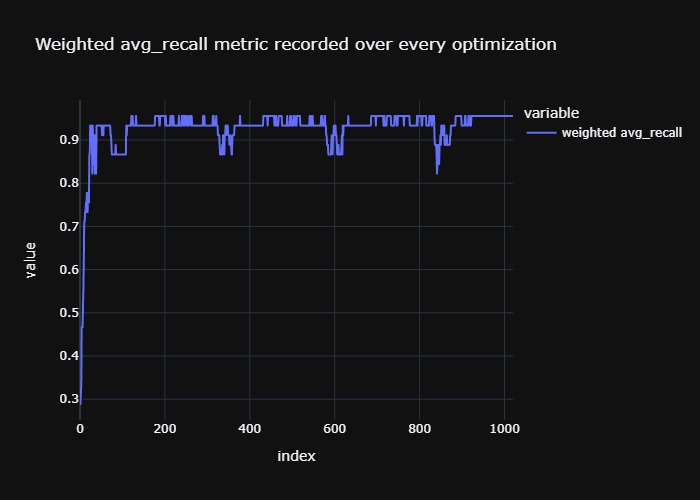 Weighted avg_recall metric recorded over every optimization
variable
weighted avg_recall
value
0.9
0.8
0.7
0.6
0.5
0.4
0.3
0 200 400 600 800 1000
index